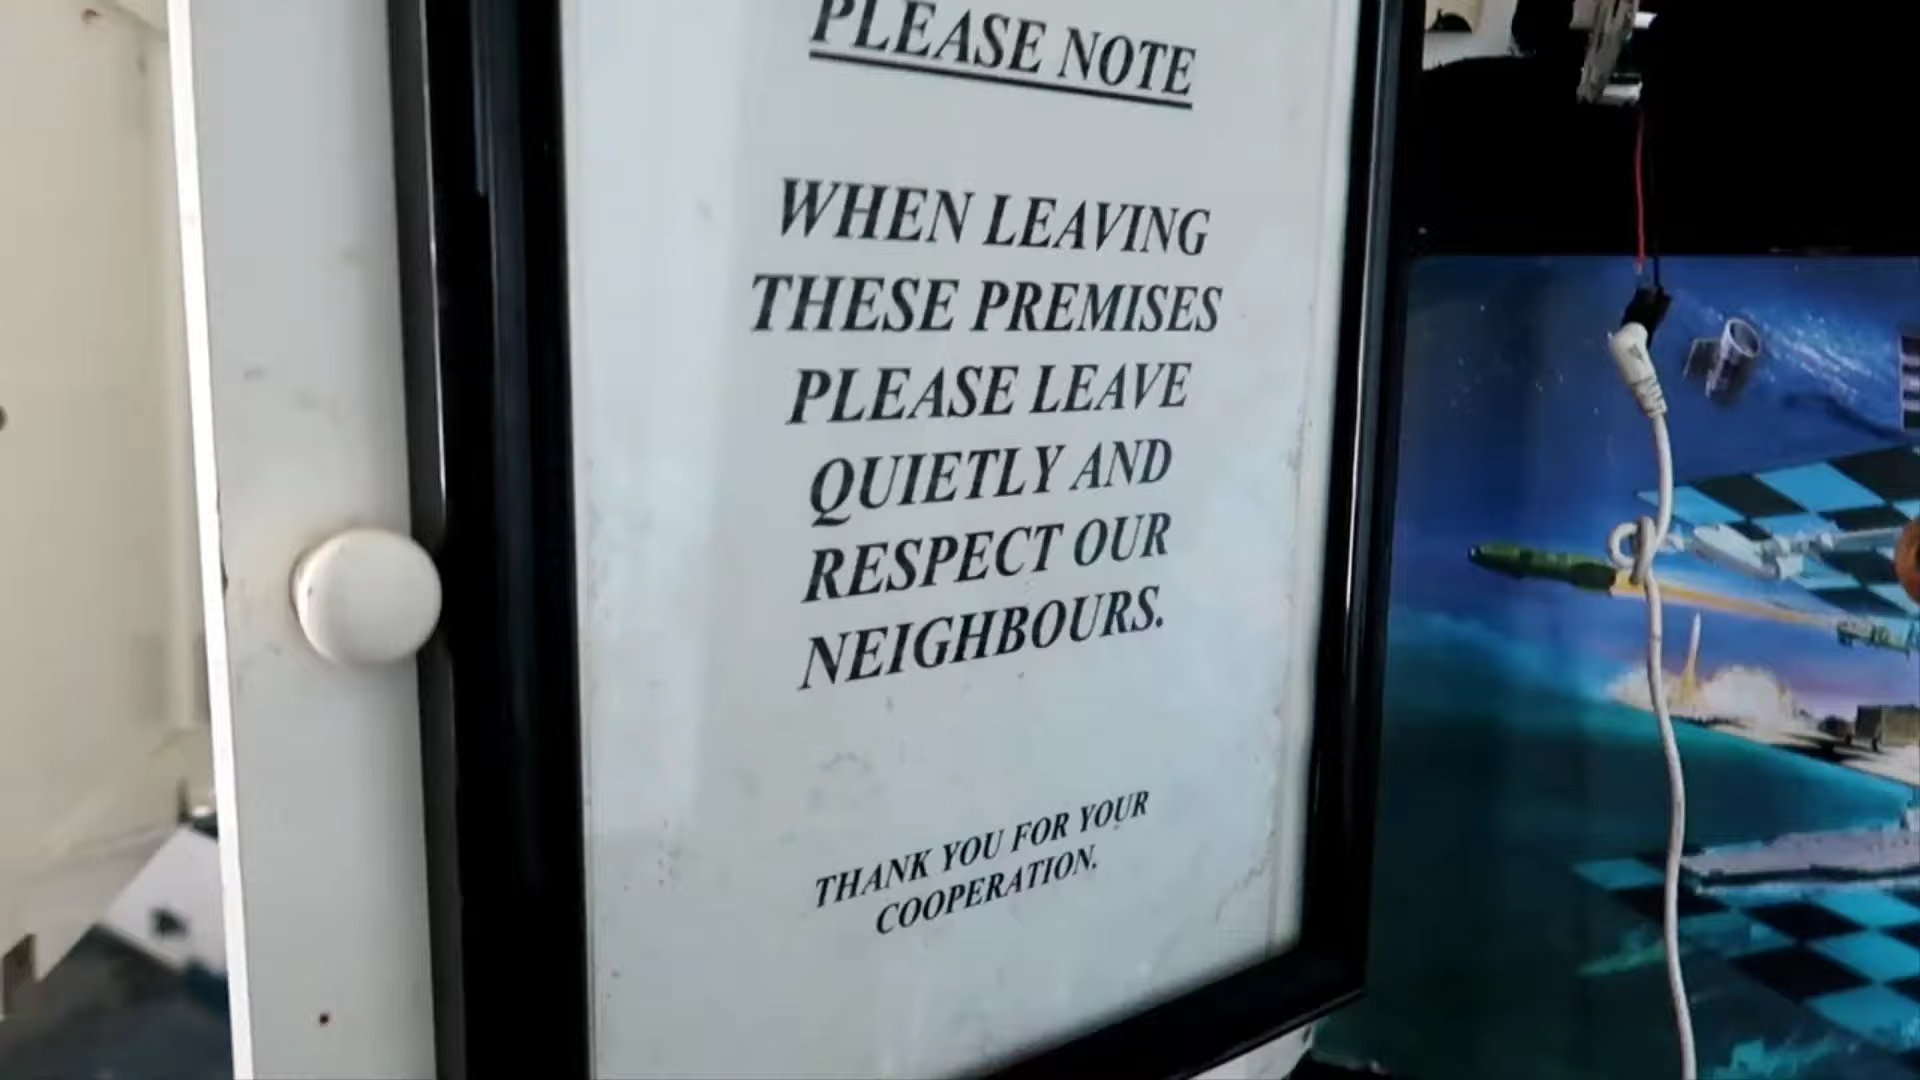 PLEASE NOTE
WHEN LEAVING
THESE PREMISES
PLEASE LEAVE
QUIETLY AND
RESPECT OUR
NEIGHBOURS.
THANK YOU FOR YOUR
COOPERATION.